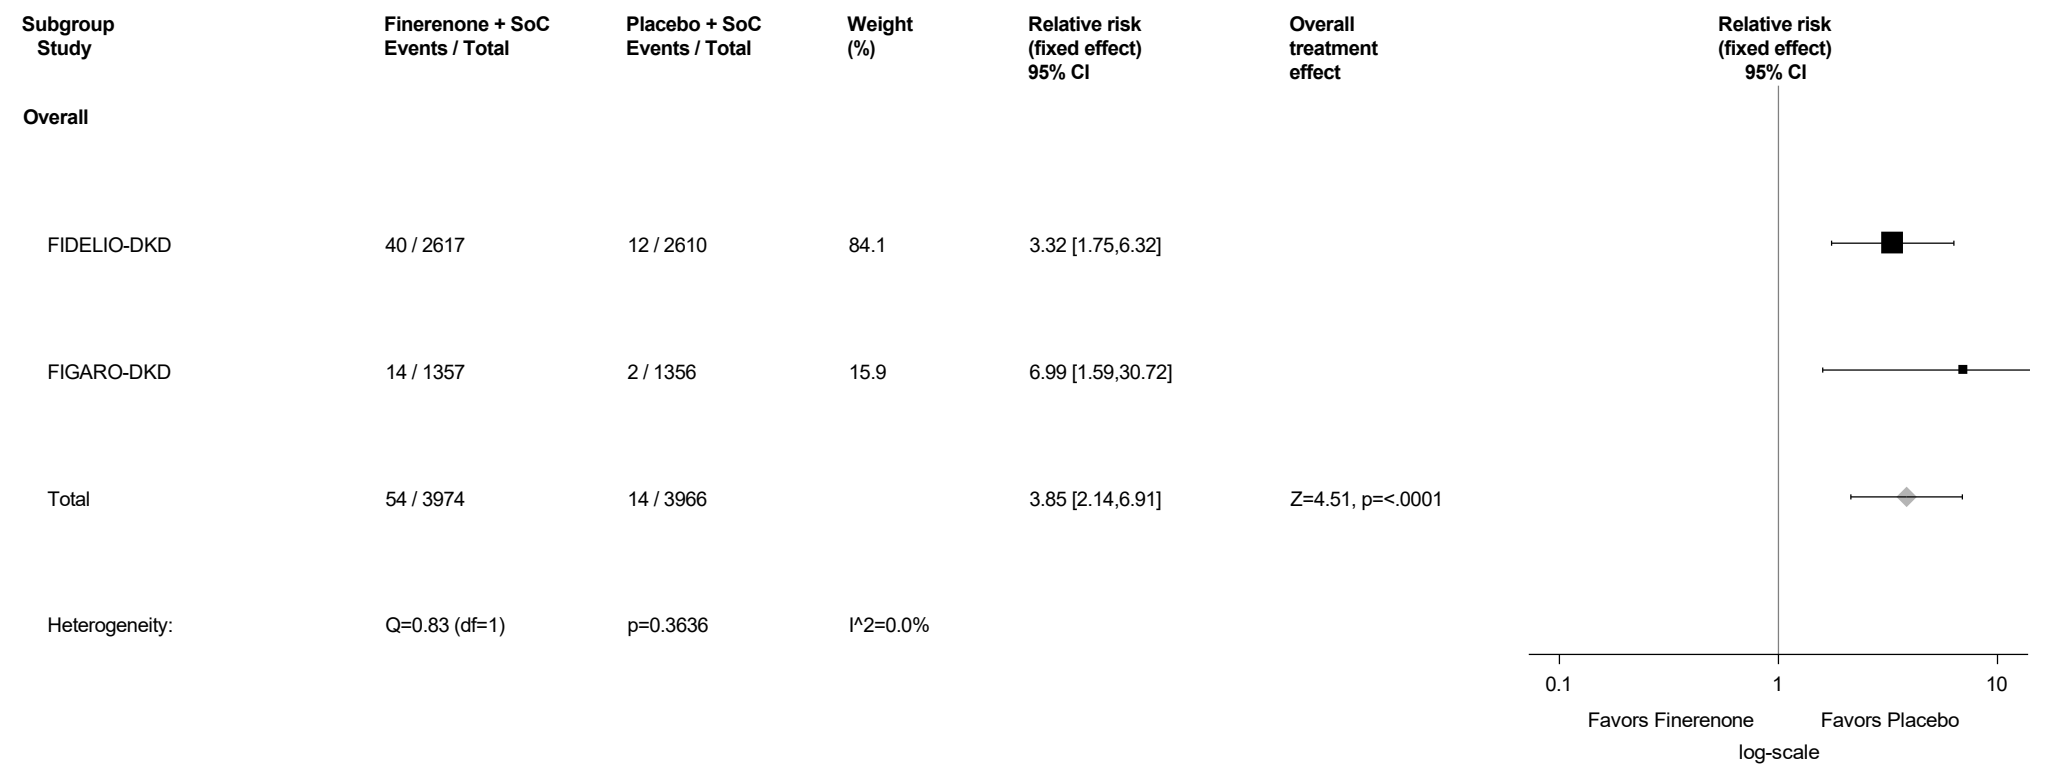 Subgroup Finerenone + SoC Placebo + SoC Weight Relative risk Overall Relative risk
Study Events / Total Events / Total (%) (fixed effect) treatment (fixed effect)
95% CI effect 95% CI
Overall
FIDELIO-DKD 40 / 2617 12 / 2610 84.1 3.32 [1.75,6.32]
FIGARO-DKD 14 / 1357 2 / 1356 15.9 6.99 [1.59,30.72]
Total 54 / 3974 14 / 3966 3.85 [2.14,6.91] Z=4.51, p=<.0001
Heterogeneity: Q=0.83 (df=1) p=0.3636 I^2=0.0%
0.1 1 10
Favors Finerenone Favors Placebo
log-scale